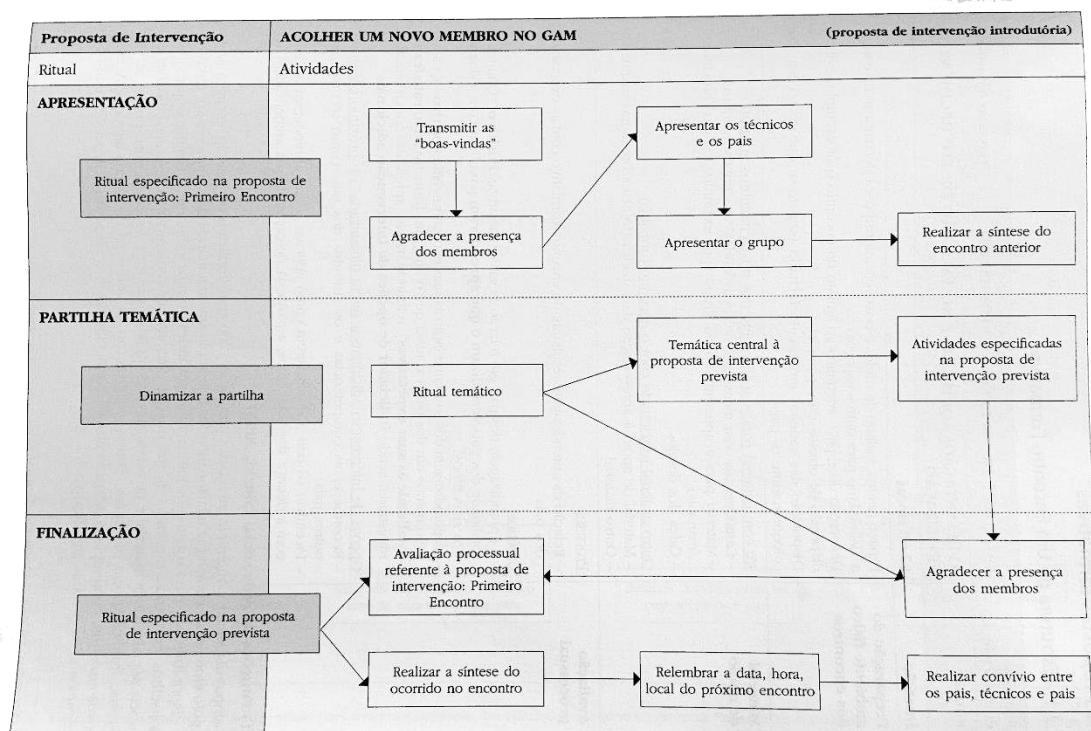 Proposta de Intervenção
ACOLHER UM NOVO MEMBRO NO GAM
(proposta de intervenção introdutória)
Ritual
Atividades
APRESENTAÇÃO
Ritual especificado na proposta de
intervenção: Primeiro Encontro
Transmitir as
“boas-vindas”
Agradecer a presença
dos membros
Apresentar os técnicos
e os pais
Apresentar o grupo
Realizar a síntese do
encontro anterior
PARTILHA TEMÁTICA
Dinamizar a partilha
Ritual temático
Temática central à
proposta de intervenção
prevista
Atividades especificadas
na proposta de
intervenção prevista
FINALIZAÇÃO
Ritual especificado na proposta
de intervenção prevista
Avaliação processual
referente à proposta de
intervenção: Primeiro
Encontro
Agradecer a presença
dos membros
Realizar a síntese do
ocorrido no encontro
Relembrar a data, hora,
local do próximo encontro
Realizar convívio entre
os pais, técnicos e pais